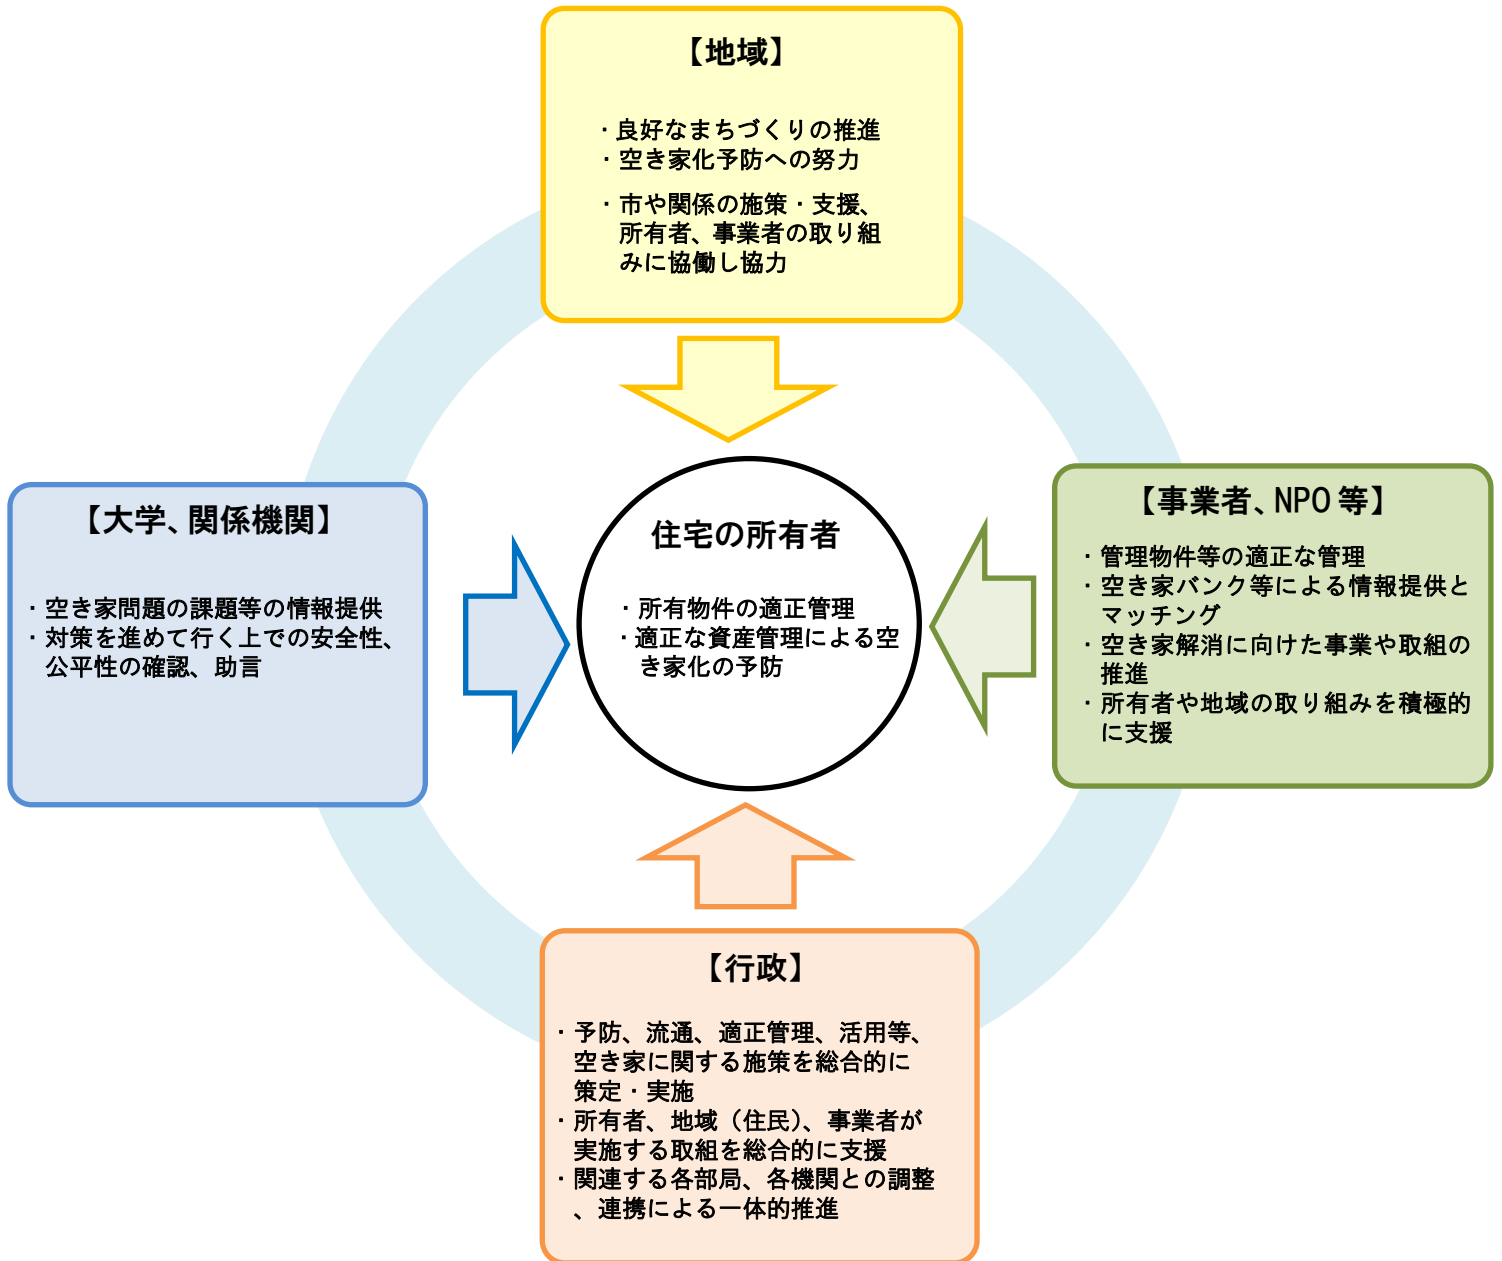 【地域】
・良好なまちづくりの推進
・空き家化予防への努力
・市や関係の施策・支援、
所有者、事業者の取り組
みに協働し協力
【大学、関係機関】
・空き家問題の課題等の情報提供
・対策を進めて行く上での安全性、
公平性の確認、助言
住宅の所有者
・所有物件の適正管理
・適正な資産管理による空
き家化の予防
【事業者、NPO等】
・管理物件等の適正な管理
・空き家バンク等による情報提供と
マッチング
・空き家解消に向けた事業や取組の
推進
・所有者や地域の取り組みを積極的
に支援
【行政】
・予防、流通、適正管理、活用等、
空き家に関する施策を総合的に
策定・実施
・所有者、地域（住民）、事業者が
実施する取組を総合的に支援
・関連する各部局、各機関との調整
、連携による一体的推進